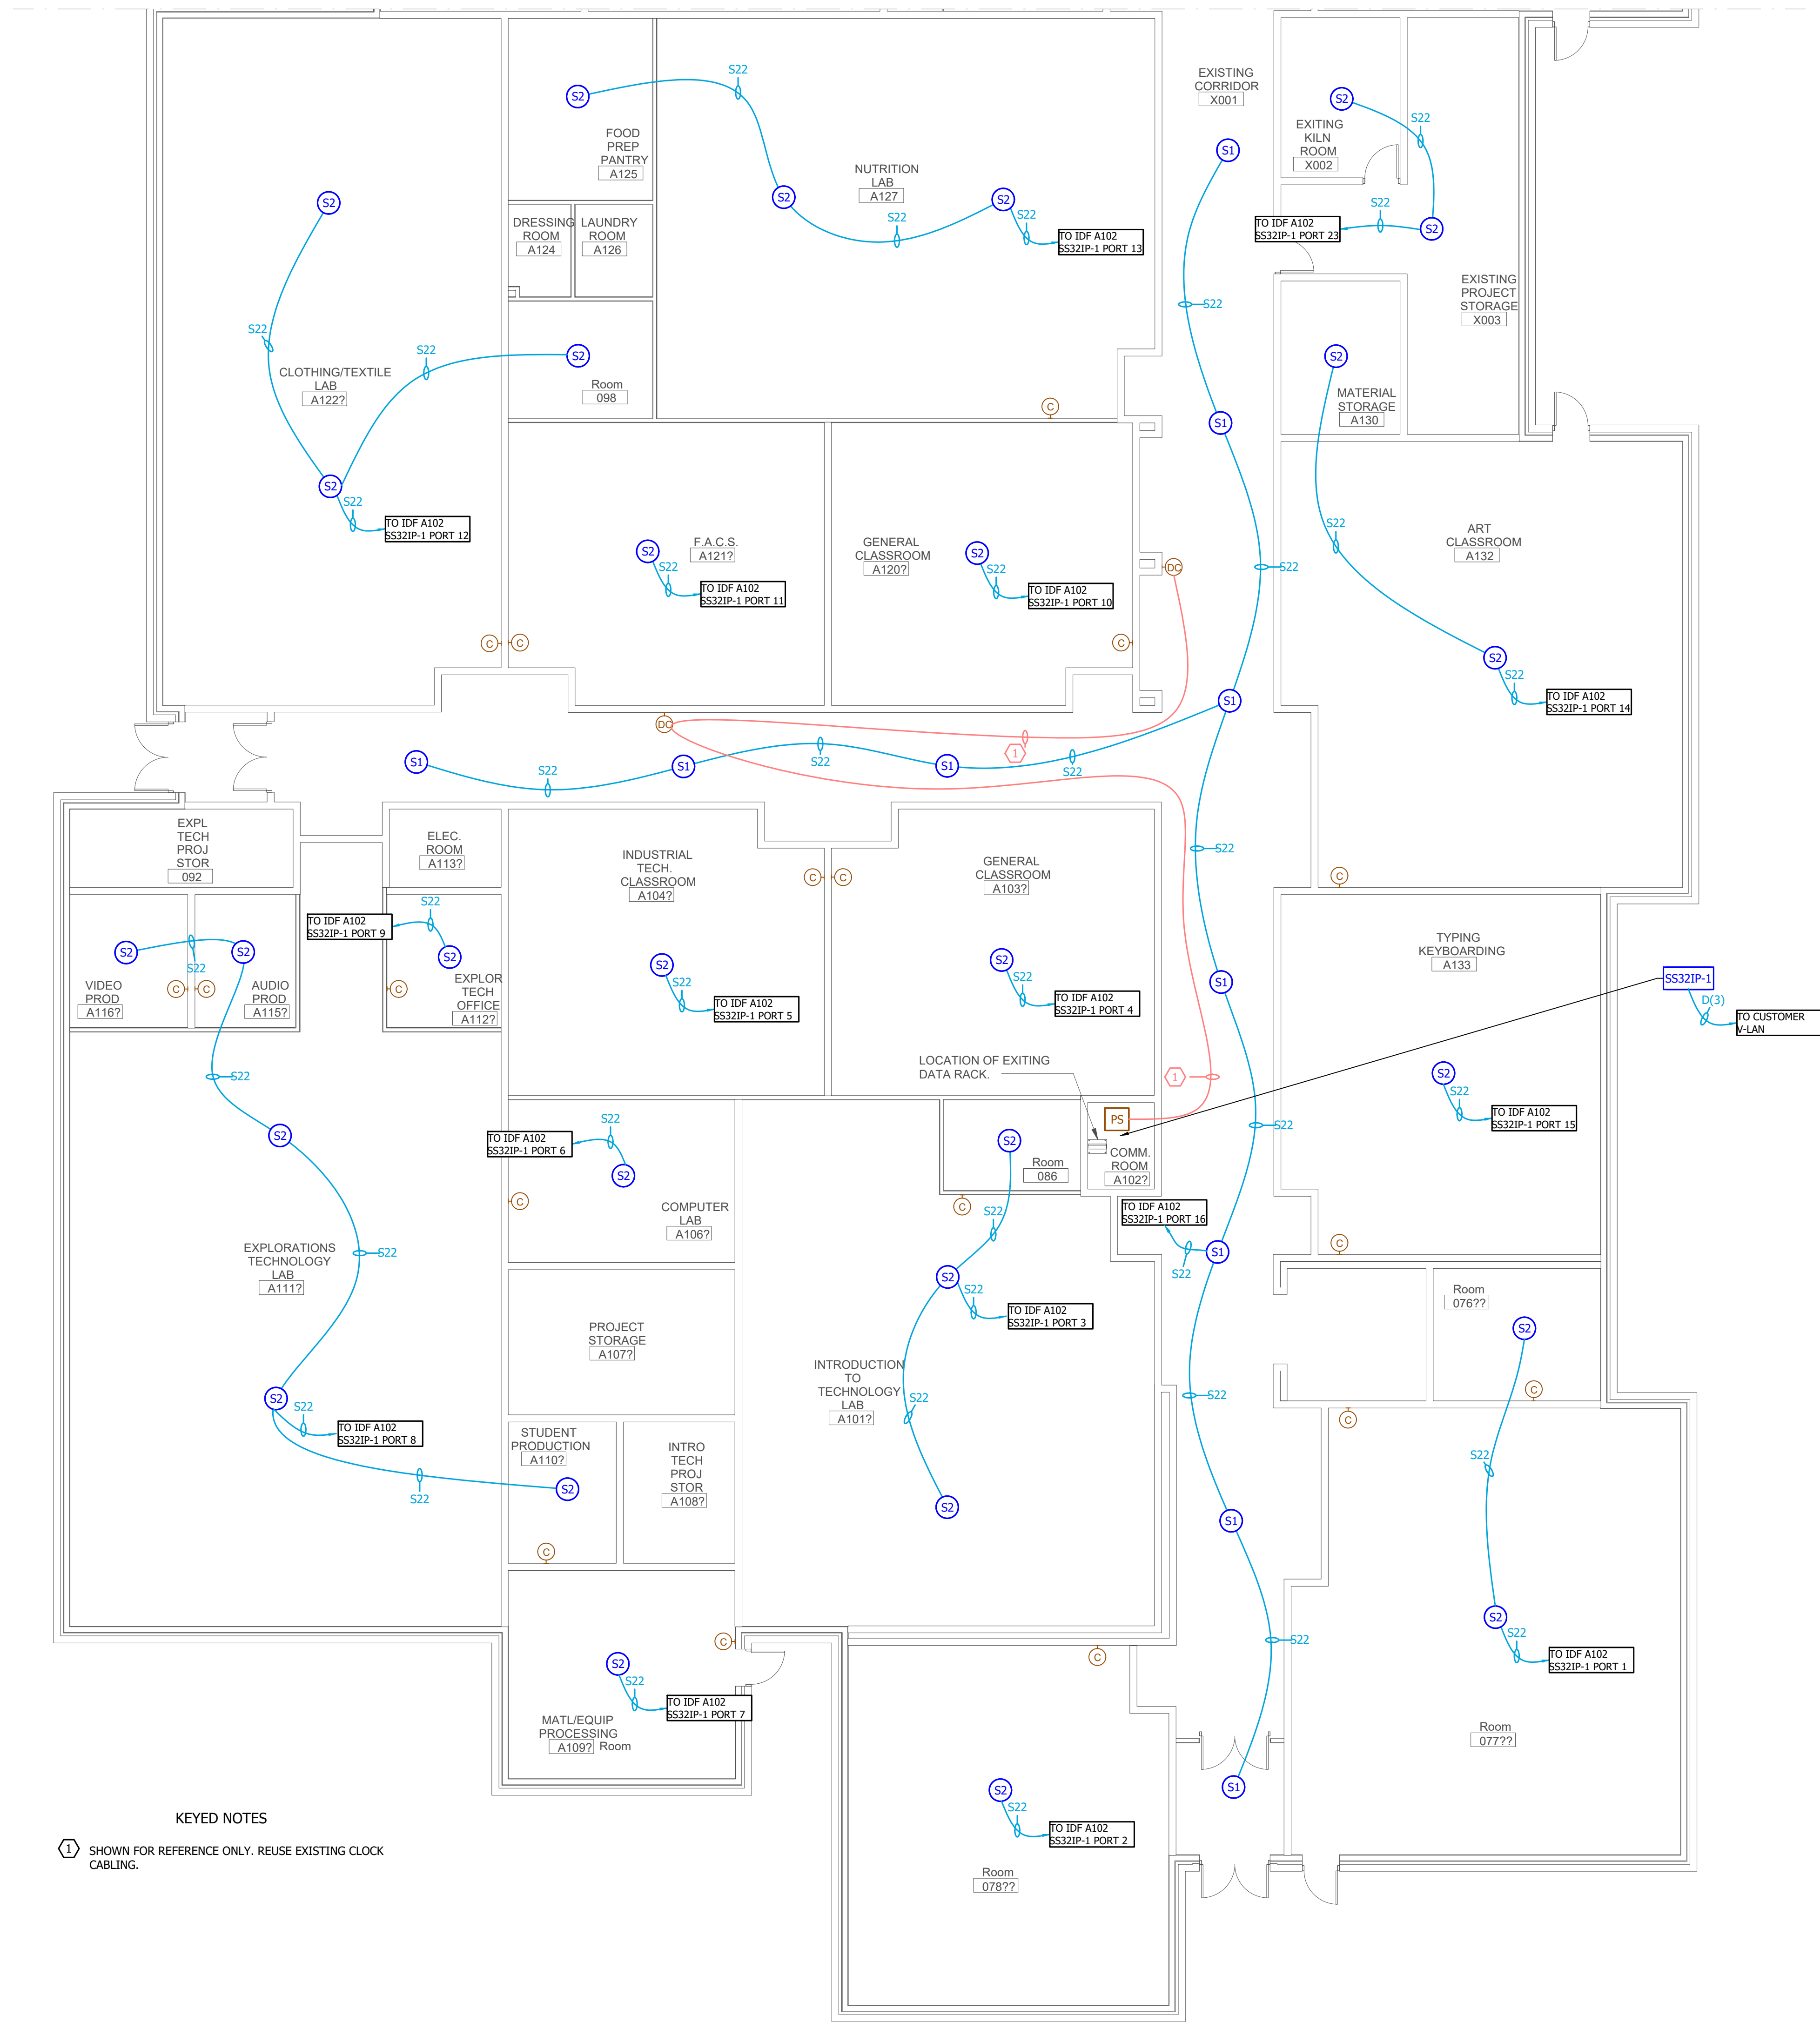 S22
S2
FOOD
PREP
PANTRY
A125
NUTRITION
LAB
A127
S2
S22
S2
S22
TO IDF A102
SS32IP-1 PORT 13
EXISTING
CORRIDOR
X001
S1
S22
EXITING
KILN
ROOM
X002
S2
S22
S22
S2
TO IDF A102
SS32IP-1 PORT 23
EXISTING
PROJECT
STORAGE
X003
DRESSING
ROOM
A124
LAUNDRY
ROOM
A126
S2
S22
CLOTHING/TEXTILE
LAB
A122?
S22
S2
Room
098
S2
S22
TO IDF A102
SS32IP-1 PORT 12
C
S1
S2
MATERIAL
STORAGE
A130
S22
ART
CLASSROOM
A132
S2
S22
TO IDF A102
SS32IP-1 PORT 14
F.A.C.S.
A121?
S2
S22
TO IDF A102
SS32IP-1 PORT 11
GENERAL
CLASSROOM
A120?
S2
S22
TO IDF A102
SS32IP-1 PORT 10
DC
S22
C
C
C
S1
DC
1
S1
S22
S1
S22
S1
S22
S22
EXPL
TECH
PROJ
STOR
092
ELEC.
ROOM
A113?
INDUSTRIAL
TECH.
CLASSROOM
A104?
C
C
GENERAL
CLASSROOM
A103?
C
TO IDF A102
SS32IP-1 PORT 9
S22
S2
EXPLOR
TECH
OFFICE
A112?
C
S2
S22
S2
VIDEO
PROD
A116?
C
C
AUDIO
PROD
A115?
S2
S22
TO IDF A102
SS32IP-1 PORT 5
S2
S22
TO IDF A102
SS32IP-1 PORT 4
S1
TYPING
KEYBOARDING
A133
SS32IP-1
D(3)
TO CUSTOMER
V-LAN
LOCATION OF EXITING
DATA RACK.
1
S22
S2
S2
S22
TO IDF A102
SS32IP-1 PORT 15
PS
COMM.
ROOM
A102?
S22
TO IDF A102
SS32IP-1 PORT 6
S22
S2
C
COMPUTER
LAB
A106?
S2
Room
086
C
S22
TO IDF A102
SS32IP-1 PORT 16
S22
S1
C
EXPLORATIONS
TECHNOLOGY
LAB
A111?
S22
S2
S22
TO IDF A102
SS32IP-1 PORT 3
Room
076??
S2
C
C
PROJECT
STORAGE
A107?
INTRODUCTION
TO
TECHNOLOGY
LAB
A101?
S22
S22
S2
S22
TO IDF A102
SS32IP-1 PORT 8
S22
STUDENT
PRODUCTION
A110?
S2
INTRO
TECH
PROJ
STOR
A108?
S2
S1
S22
C
C
C
S22
S2
S22
TO IDF A102
SS32IP-1 PORT 1
S2
S22
TO IDF A102
SS32IP-1 PORT 7
MATL/EQUIP
PROCESSING
A109? Room
Room
077??
S1
S2
S22
TO IDF A102
SS32IP-1 PORT 2
Room
078??
KEYED NOTES
1 SHOWN FOR REFERENCE ONLY. REUSE EXISTING CLOCK
CABLING.